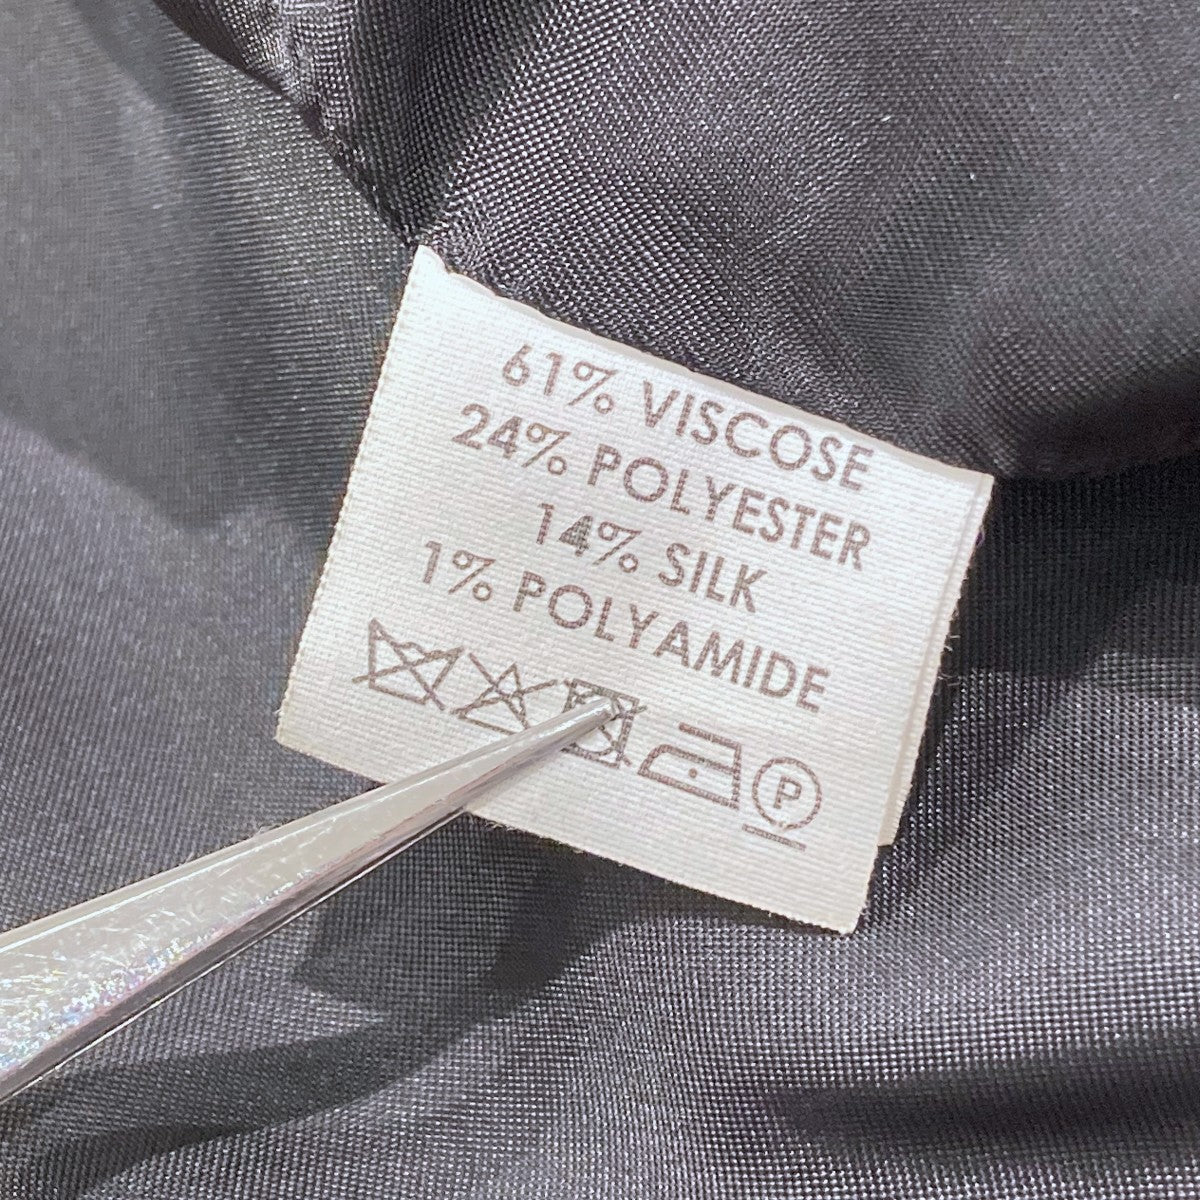 61% VISCOSE
24% POLYESTER
14% SILK
1% POLYAMIDE
P